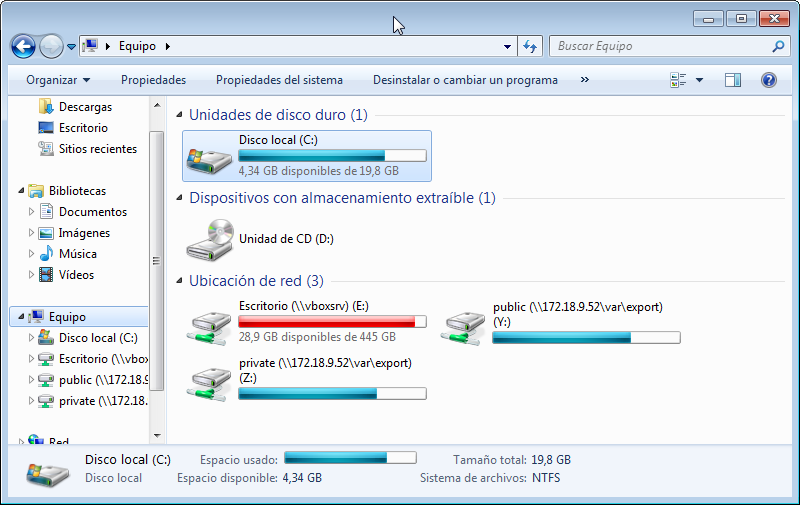 Equipo
Buscar Equipo
Organizar Propiedades Propiedades del sistema Desinstalar o cambiar un programa »
Descargas
Escritorio
Sitios recientes
Bibliotecas
Documentos
Imágenes
Música
Vídeos
Equipo
Disco local (C:)
Escritorio (\\vbox
public (\\172.18.9
private (\\172.18.
Red
Unidades de disco duro (1)
Disco local (C:)
4,34 GB disponibles de 19,8 GB
Dispositivos con almacenamiento extraíble (1)
Unidad de CD (D:)
Ubicación de red (3)
Escritorio (\\vboxsrv) (E:)
28,9 GB disponibles de 445 GB
public (\\172.18.9.52\var\export)
(Y:)
private (\\172.18.9.52\var\export)
(Z:)
Disco local (C:) Espacio usado: Tamaño total: 19,8 GB
Disco local Espacio disponible: 4,34 GB Sistema de archivos: NTFS